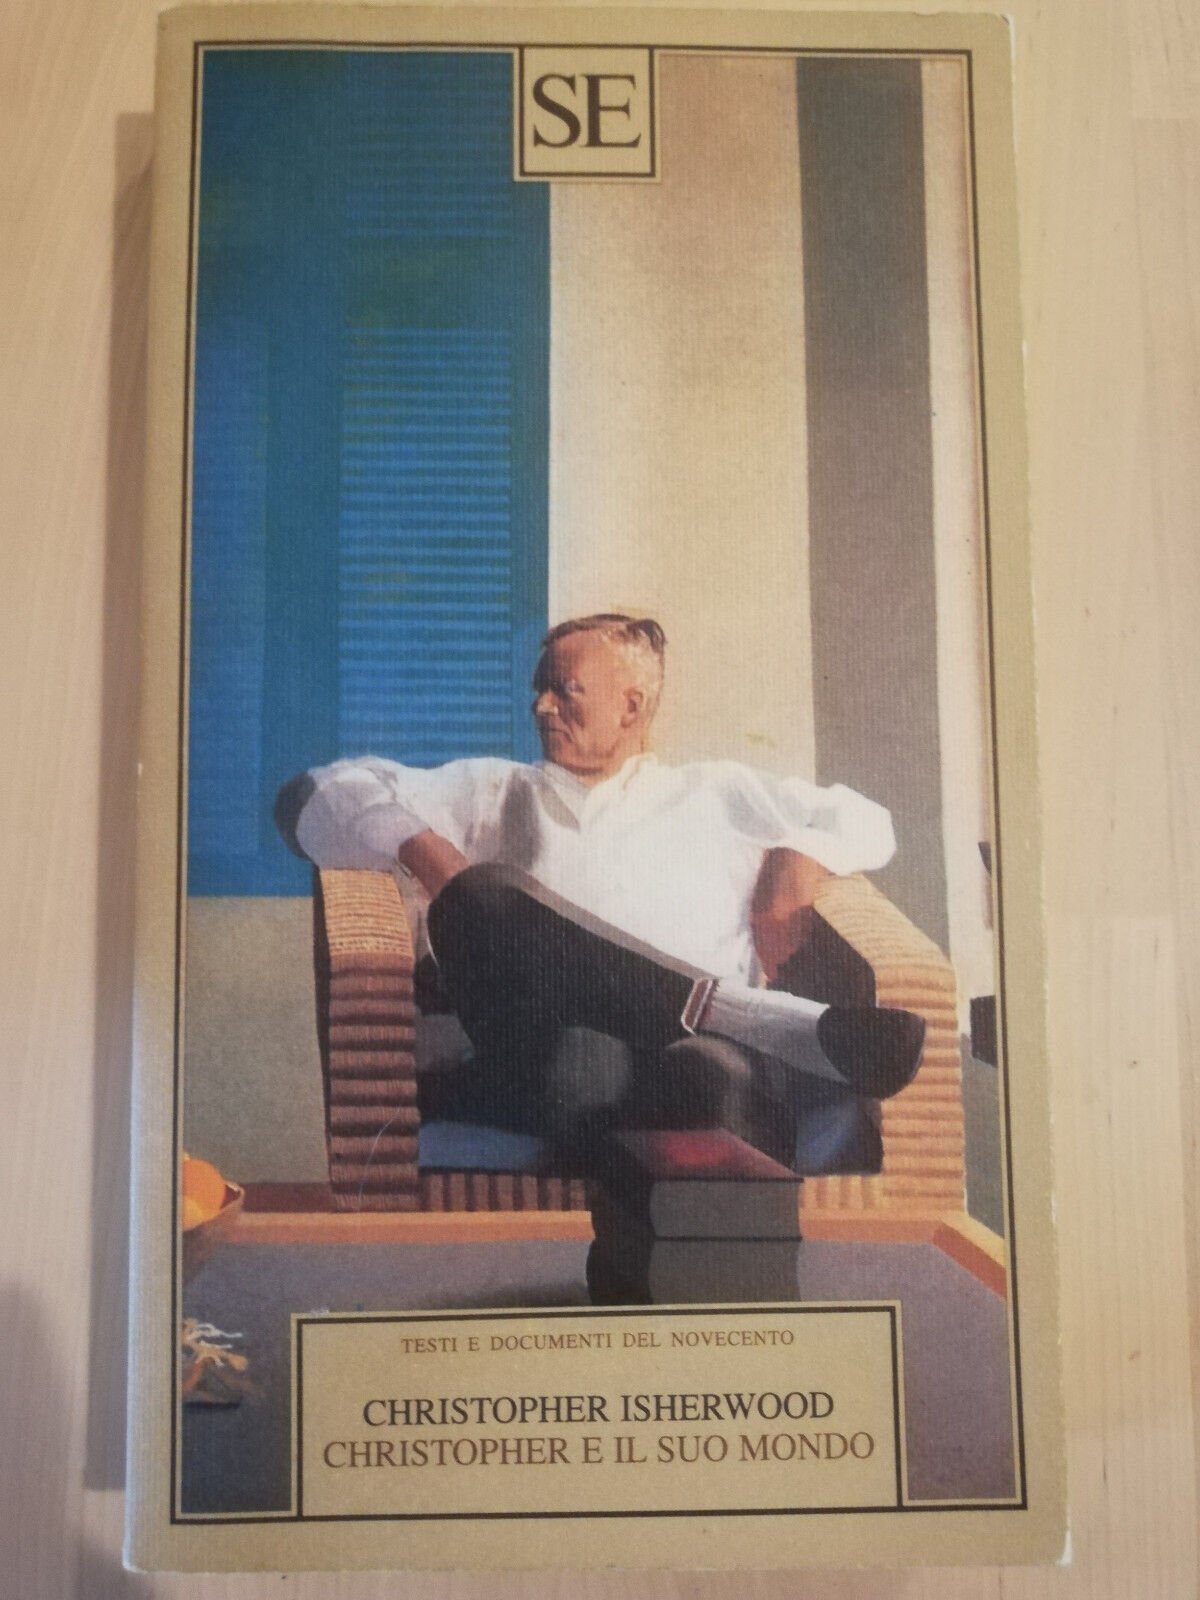 SE
TESTI E DOCUMENTI DEL NOVECENTO
CHRISTOPHER ISHERWOOD
CHRISTOPHER E IL SUO MONDO